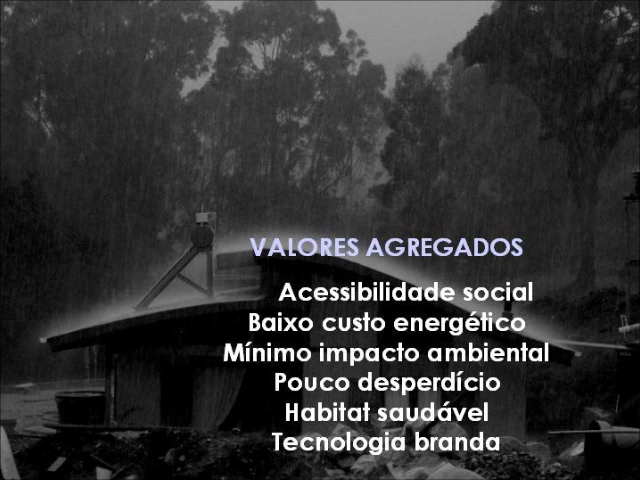 VALORES AGREGADOS
Acessibilidade social
Baixo custo energético
Mínimo impacto ambiental
Pouco desperdício
Habitat saudável
Tecnologia branda